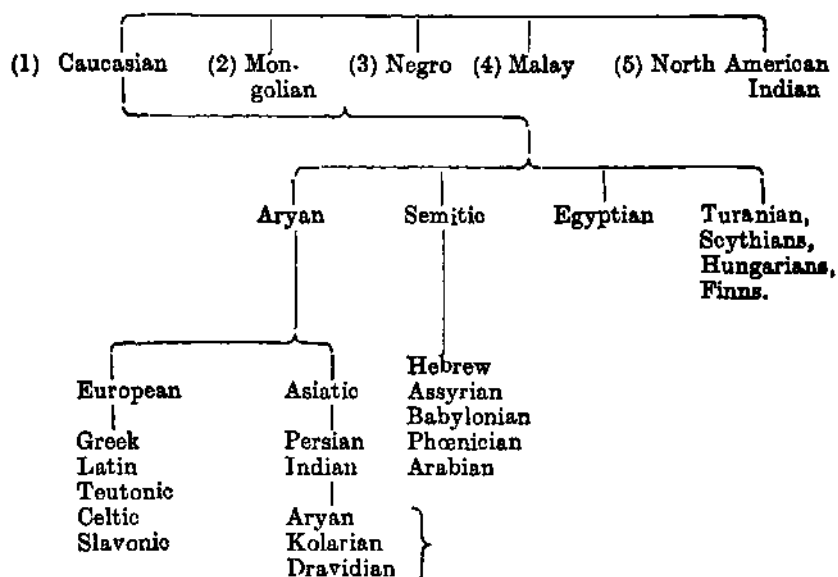 (1) Caucasian (2) Mon- (3) Negro (4) Malay (5) North American
golian Indian
Aryan Semitic Egyptian Turanian,
Scythians,
Hungarians,
Finns.
European Asiatic Hebrew
Assyrian
Babylonian
Phœnician
Arabian
Greek Persian
Latin Indian
Teutonic
Celtic Aryan
Slavonic Kolarian
Dravidian